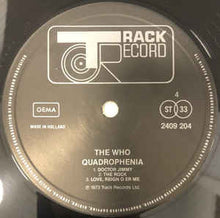 TRACK
RECORD
GEMA
4
ST 33
MADE IN HOLLAND
2409 204
THE WHO
QUADROPHENIA
1. DOCTOR JIMMY
2. THE ROCK
3. LOVE, REIGN O'ER ME
℗ 1973 Track Records Ltd.